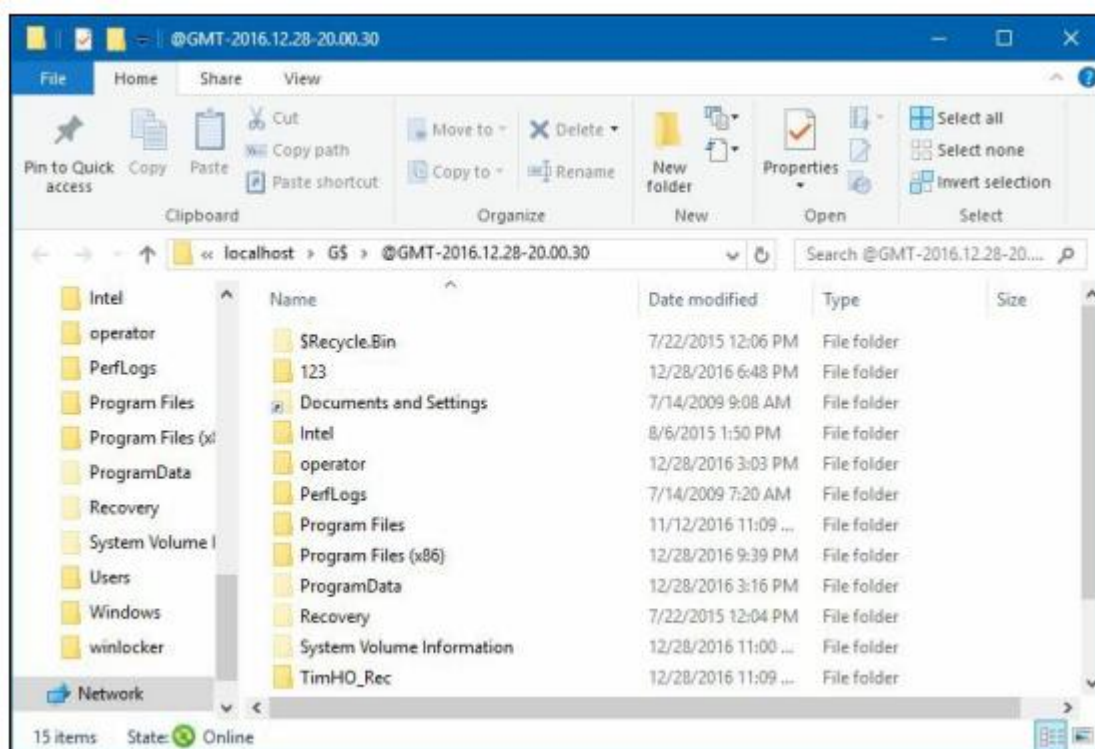 @GMT-2016.12.28-20.00.30
File Home Share View
Pin to Quick access
Copy
Paste
Cut
Copy path
Paste shortcut
Clipboard
Move to
Copy to
Delete
Rename
Organize
New folder
New
Properties
Open
Select all
Select none
Invert selection
Select
« localhost › G$ › @GMT-2016.12.28-20.00.30
Search @GMT-2016.12.28-20....
Intel
operator
PerfLogs
Program Files
Program Files (x
ProgramData
Recovery
System Volume I
Users
Windows
winlocker
Network
Name Date modified Type Size
$Recycle.Bin 7/22/2015 12:06 PM File folder
123 12/28/2016 6:48 PM File folder
Documents and Settings 7/14/2009 9:08 AM File folder
Intel 8/6/2015 1:50 PM File folder
operator 12/28/2016 3:03 PM File folder
PerfLogs 7/14/2009 7:20 AM File folder
Program Files 11/12/2016 11:09 ... File folder
Program Files (x86) 12/28/2016 9:39 PM File folder
ProgramData 12/28/2016 3:16 PM File folder
Recovery 7/22/2015 12:04 PM File folder
System Volume Information 12/28/2016 11:00 ... File folder
TimHO_Rec 12/28/2016 11:09 ... File folder
15 items State: Online